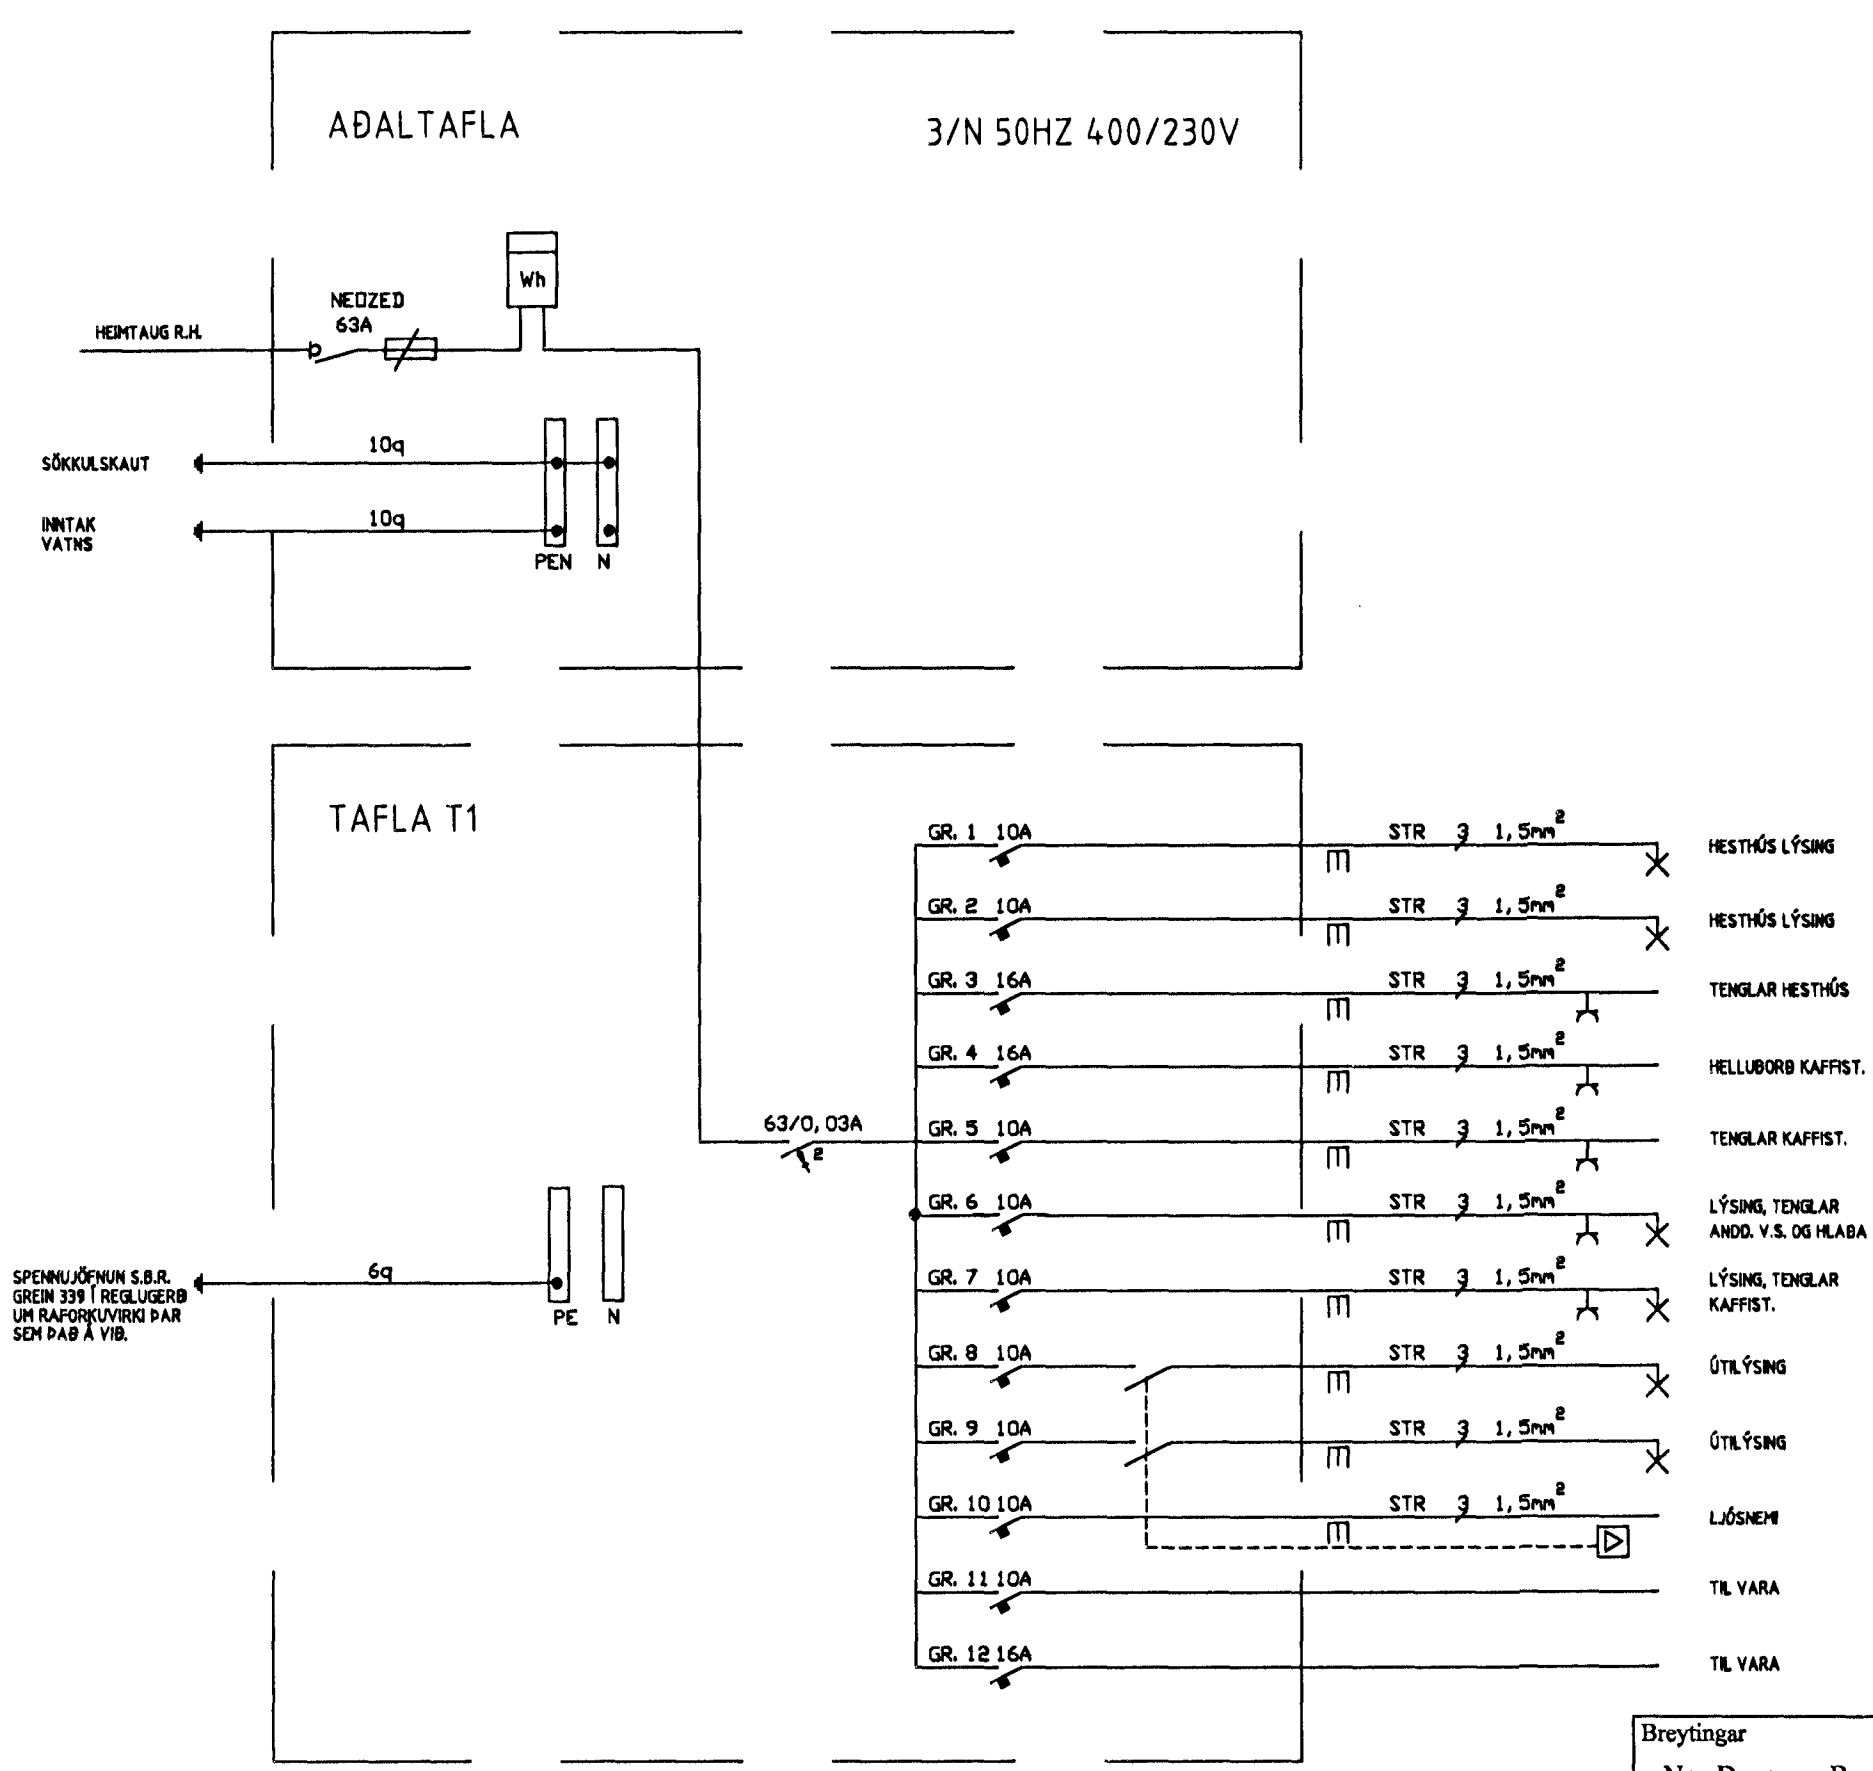 AÐALTAFLA
3/N 50HZ 400/230V
Wh
NEOZED
63A
HEIMTAUG R.H.
SÖKKULSKAUT
10q
INNTAK
VATNS
10q
PEN N
TAFLA T1
GR. 1 10A STR 3 1,5mm² HESTHÚS LÝSING
GR. 2 10A STR 3 1,5mm² HESTHÚS LÝSING
GR. 3 16A STR 3 1,5mm² TENGLAR HESTHÚS
GR. 4 16A STR 3 1,5mm² HELLUBORÐ KAFFIST.
63/0,03A
2
GR. 5 10A STR 3 1,5mm² TENGLAR KAFFIST.
GR. 6 10A STR 3 1,5mm² LÝSING, TENGLAR
ANDD. V.S. OG HLAÐA
GR. 7 10A STR 3 1,5mm² LÝSING, TENGLAR
KAFFIST.
SPENNUJÖFNUN S.B.R.
GREIN 339 Í REGLUGERÐ
UM RAFORKUVIRKI ÞAR
SEM ÞAÐ Á VIÐ.
6q
PE N
GR. 8 10A STR 3 1,5mm² ÚTILÝSING
GR. 9 10A STR 3 1,5mm² ÚTILÝSING
GR. 10 10A STR 3 1,5mm² LJÓSNEMI
GR. 11 10A TIL VARA
GR. 12 16A TIL VARA
Breytingar